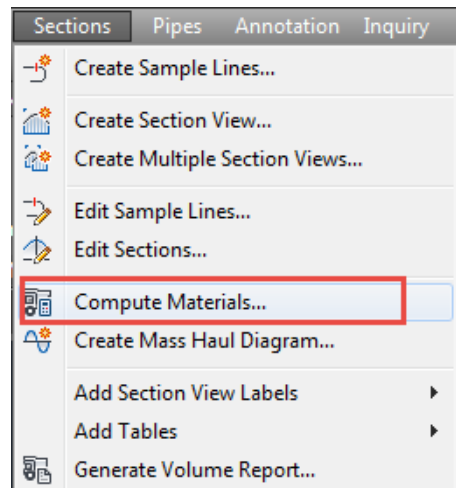 Sections Pipes Annotation Inquiry
Create Sample Lines...
Create Section View...
Create Multiple Section Views...
Edit Sample Lines...
Edit Sections...
Compute Materials...
Create Mass Haul Diagram...
Add Section View Labels
Add Tables
Generate Volume Report...